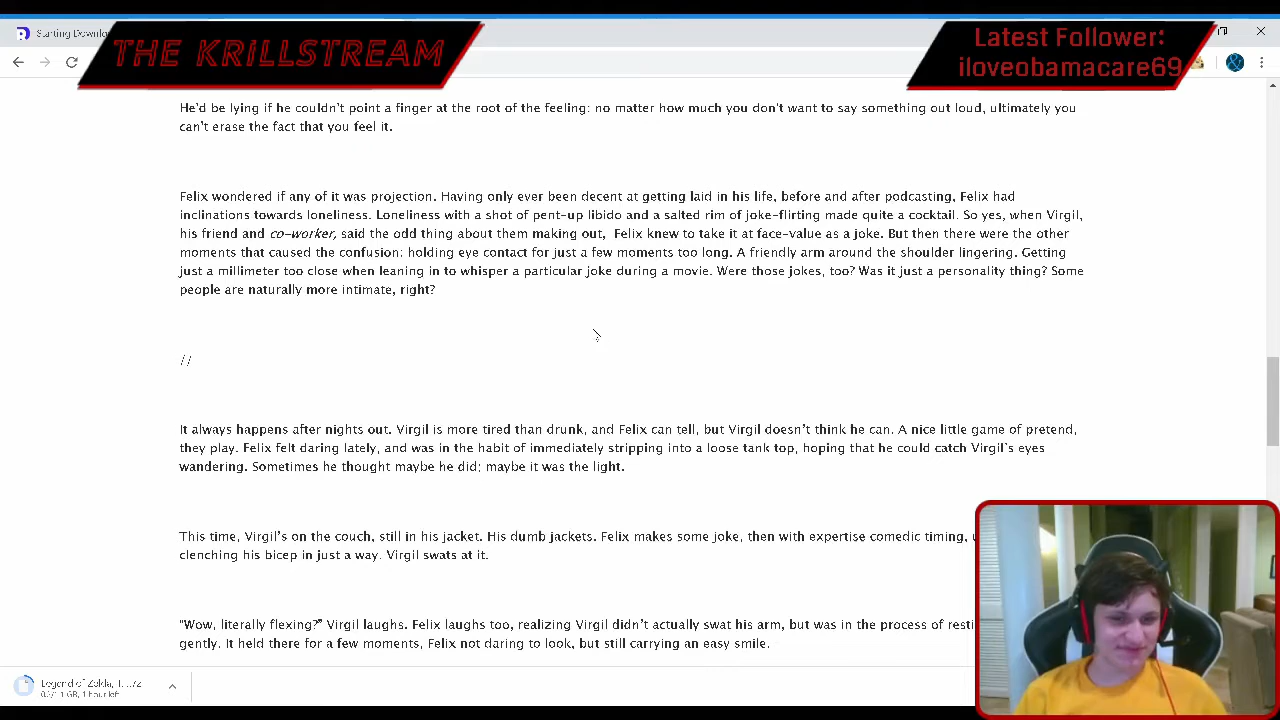 Starting Downlo
THE KRILLSTREAM
Latest Follower:
iloveobamacare69
He'd be lying if he couldn't point a finger at the root of the feeling: no matter how much you don't want to say something out loud, ultimately you
can't erase the fact that you feel it.
Felix wondered if any of it was projection. Having only ever been decent at getting laid in his life, before and after podcasting, Felix had
inclinations towards loneliness. Loneliness with a shot of pent-up libido and a salted rim of joke-flirting made quite a cocktail. So yes, when Virgil,
his friend and co-worker, said the odd thing about them making out, Felix knew to take it at face-value as a joke. But then there were the other
moments that caused the confusion: holding eye contact for just a few moments too long. A friendly arm around the shoulder lingering. Getting
just a millimeter too close when leaning in to whisper a particular joke during a movie. Were those jokes, too? Was it just a personality thing? Some
people are naturally more intimate, right?
//
It always happens after nights out. Virgil is more tired than drunk, and Felix can tell, but Virgil doesn't think he can. A nice little game of pretend,
they play. Felix felt daring lately, and was in the habit of immediately stripping into a loose tank top, hoping that he could catch Virgil's eyes
wandering. Sometimes he thought maybe he did; maybe it was the light.
This time, Virgil's on the couch, still in his jacket. His dumb jackets. Felix makes some joke, then with expertise comedic timing,
clenching his bicep in just a way. Virgil swats at it.
"Wow, literally flexing?" Virgil laughs. Felix laughs too, realizing Virgil didn't actually swat his arm, but was in the process of resti
gently. It held there for a few moments, Felix not daring to move, but still carrying an easy smile.
Legend of Zelda, T....7z
1 hour left